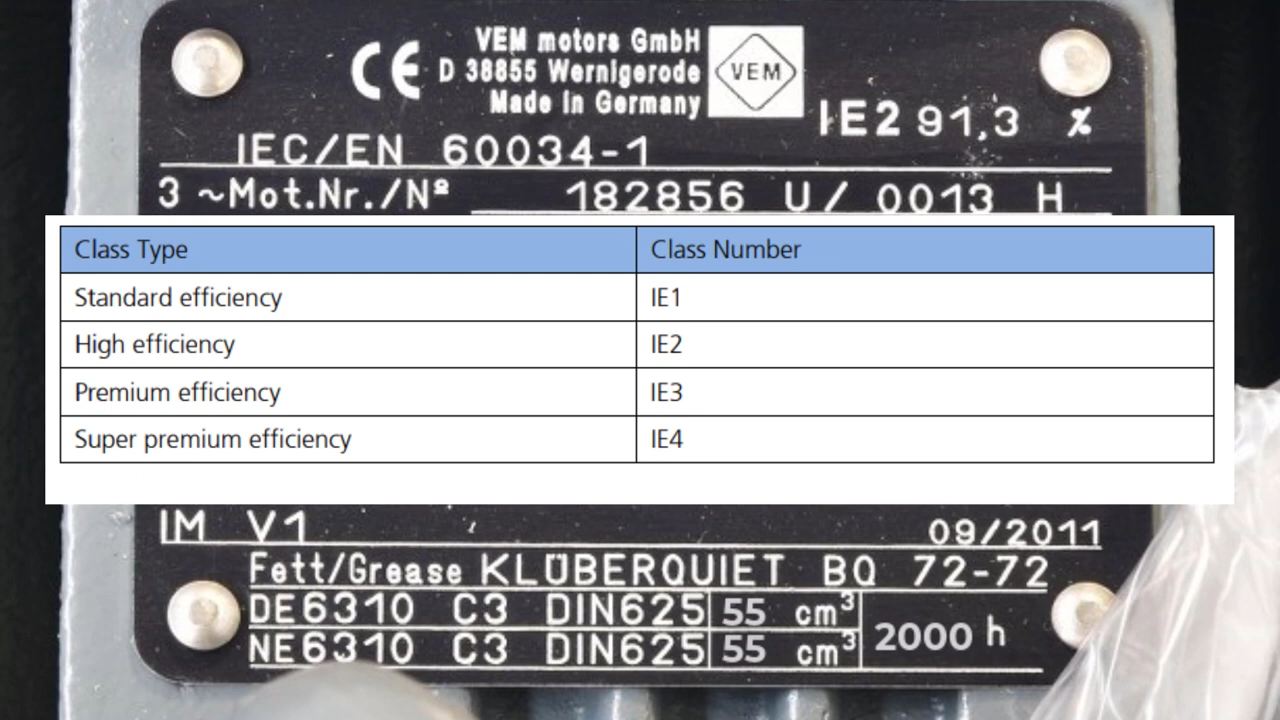 CE
VEM motors GmbH
D 38855 Wernigerode
Made in Germany
VEM
IE2 91,3 %
IEC/EN 60034-1
3 ~Mot.Nr./Nº 182856 U/ 0013 H
Class Type Class Number
Standard efficiency IE1
High efficiency IE2
Premium efficiency IE3
Super premium efficiency IE4
IM V1 09/2011
Fett/Grease KLÜBERQUIET BQ 72-72
DE6310 C3 DIN625 55 cm³
NE6310 C3 DIN625 55 cm³
2000 h